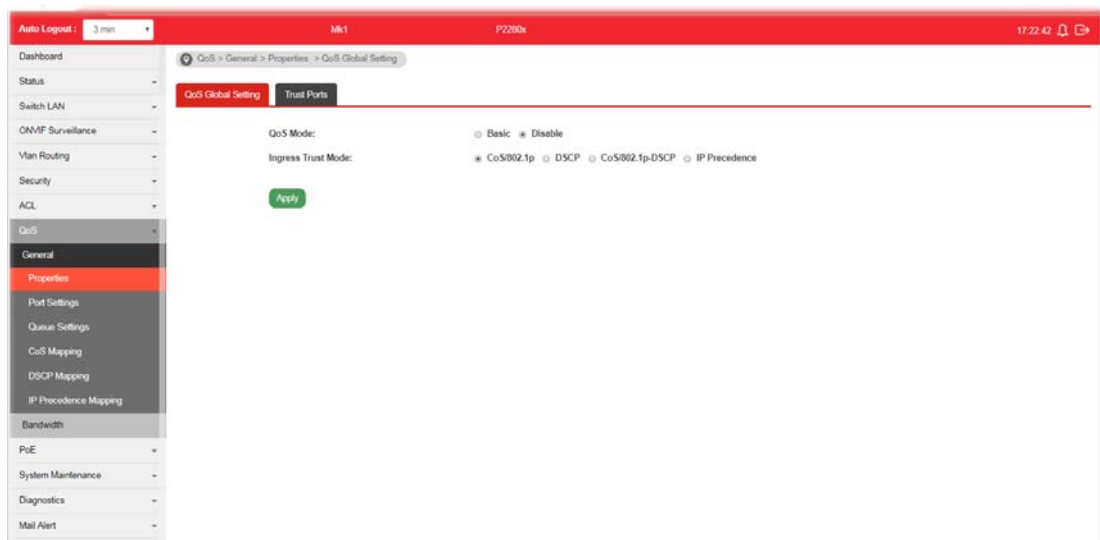 Auto Logout : 3 min Mk1 P2280x 17:22:42
Dashboard
Status
Switch LAN
ONVIF Surveillance
Vlan Routing
Security
ACL
QoS
General
Properties
Port Settings
Queue Settings
CoS Mapping
DSCP Mapping
IP Precedence Mapping
Bandwidth
PoE
System Maintenance
Diagnostics
Mail Alert
QoS > General > Properties > QoS Global Setting
QoS Global Setting Trust Ports
QoS Mode: Basic Disable
Ingress Trust Mode: CoS/802.1p DSCP CoS/802.1p-DSCP IP Precedence
Apply